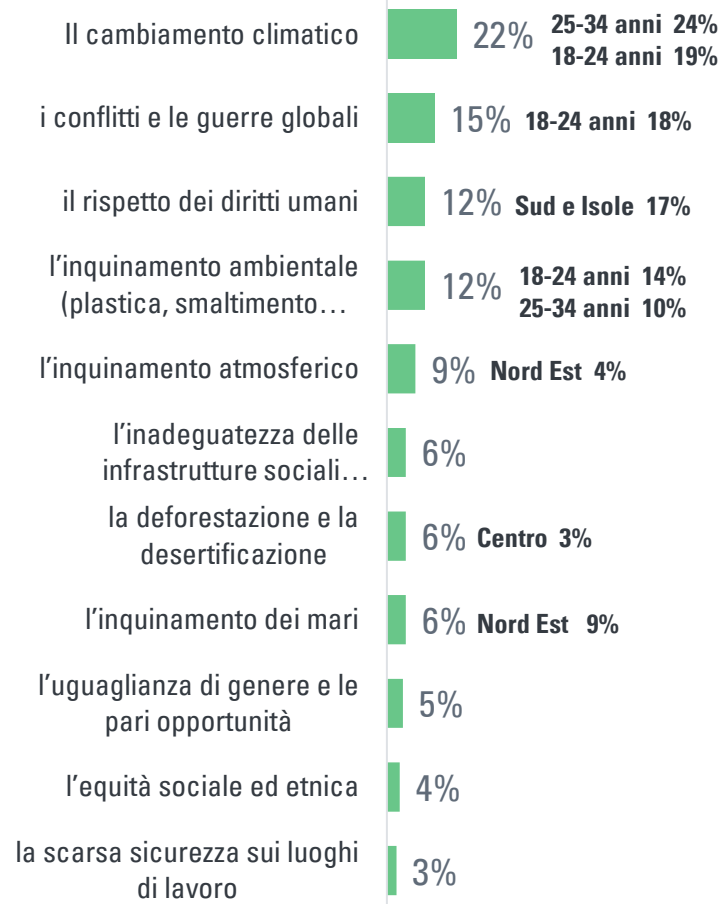 Il cambiamento climatico
22%
25-34 anni 24%
18-24 anni 19%
i conflitti e le guerre globali
15%
18-24 anni 18%
il rispetto dei diritti umani
12%
Sud e Isole 17%
l'inquinamento ambientale
(plastica, smaltimento…
12%
18-24 anni 14%
25-34 anni 10%
l'inquinamento atmosferico
9%
Nord Est 4%
l'inadeguatezza delle
infrastrutture sociali…
6%
la deforestazione e la
desertificazione
6%
Centro 3%
l'inquinamento dei mari
6%
Nord Est 9%
l'uguaglianza di genere e le
pari opportunità
5%
l'equità sociale ed etnica
4%
la scarsa sicurezza sui luoghi
di lavoro
3%